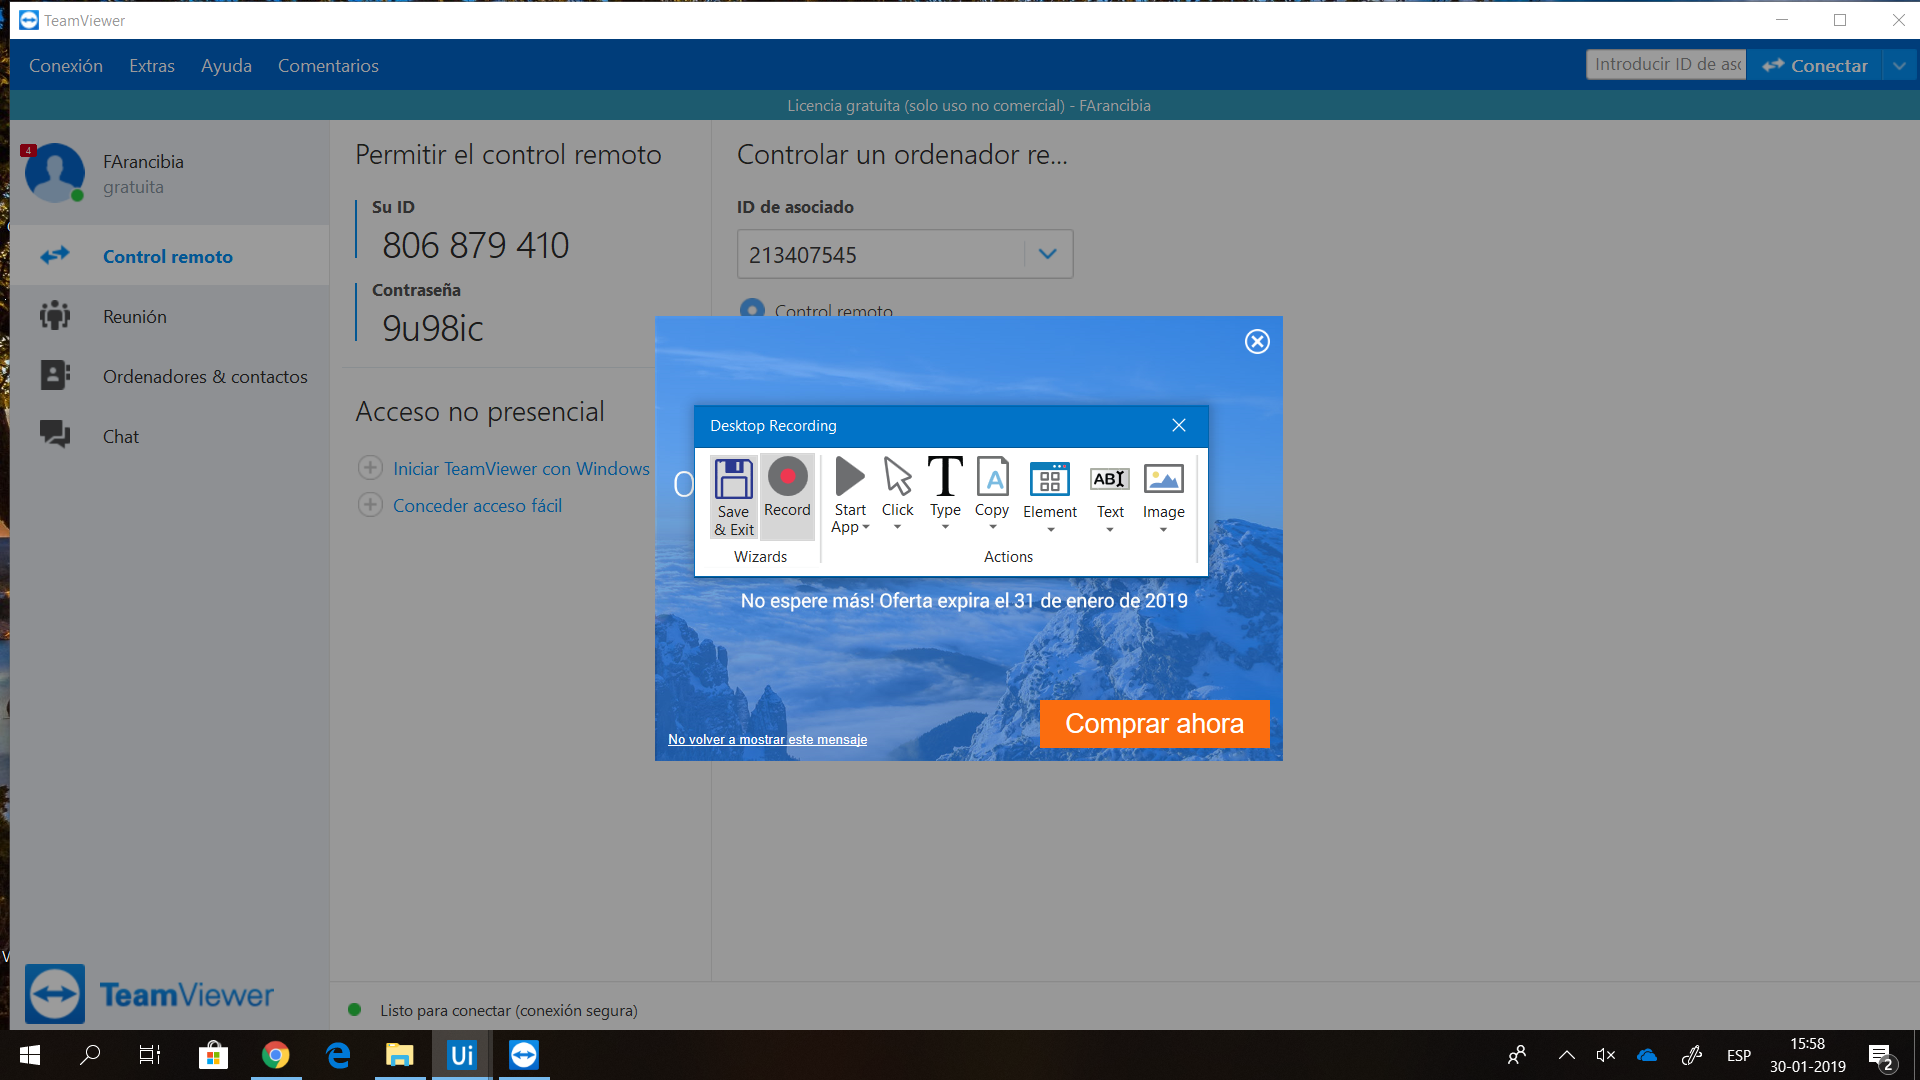 TeamViewer
Conexión Extras Ayuda Comentarios
Introducir ID de aso
Conectar
Licencia gratuita (solo uso no comercial) - FArancibia
4
FArancibia
gratuita
Control remoto
Reunión
Ordenadores & contactos
Chat
Permitir el control remoto
Su ID
806 879 410
Contraseña
9u98ic
Acceso no presencial
Iniciar TeamViewer con Windows
Conceder acceso fácil
Controlar un ordenador re...
ID de asociado
213407545
Control remoto
O
Desktop Recording
Save & Exit
Record
Wizards
Start App
Click
Type
A
Copy
Element
ABI
Text
Image
Actions
No espere más! Oferta expira el 31 de enero de 2019
No volver a mostrar este mensaje
Comprar ahora
TeamViewer
Listo para conectar (conexión segura)
V
Ui
ESP
15:58
30-01-2019
2